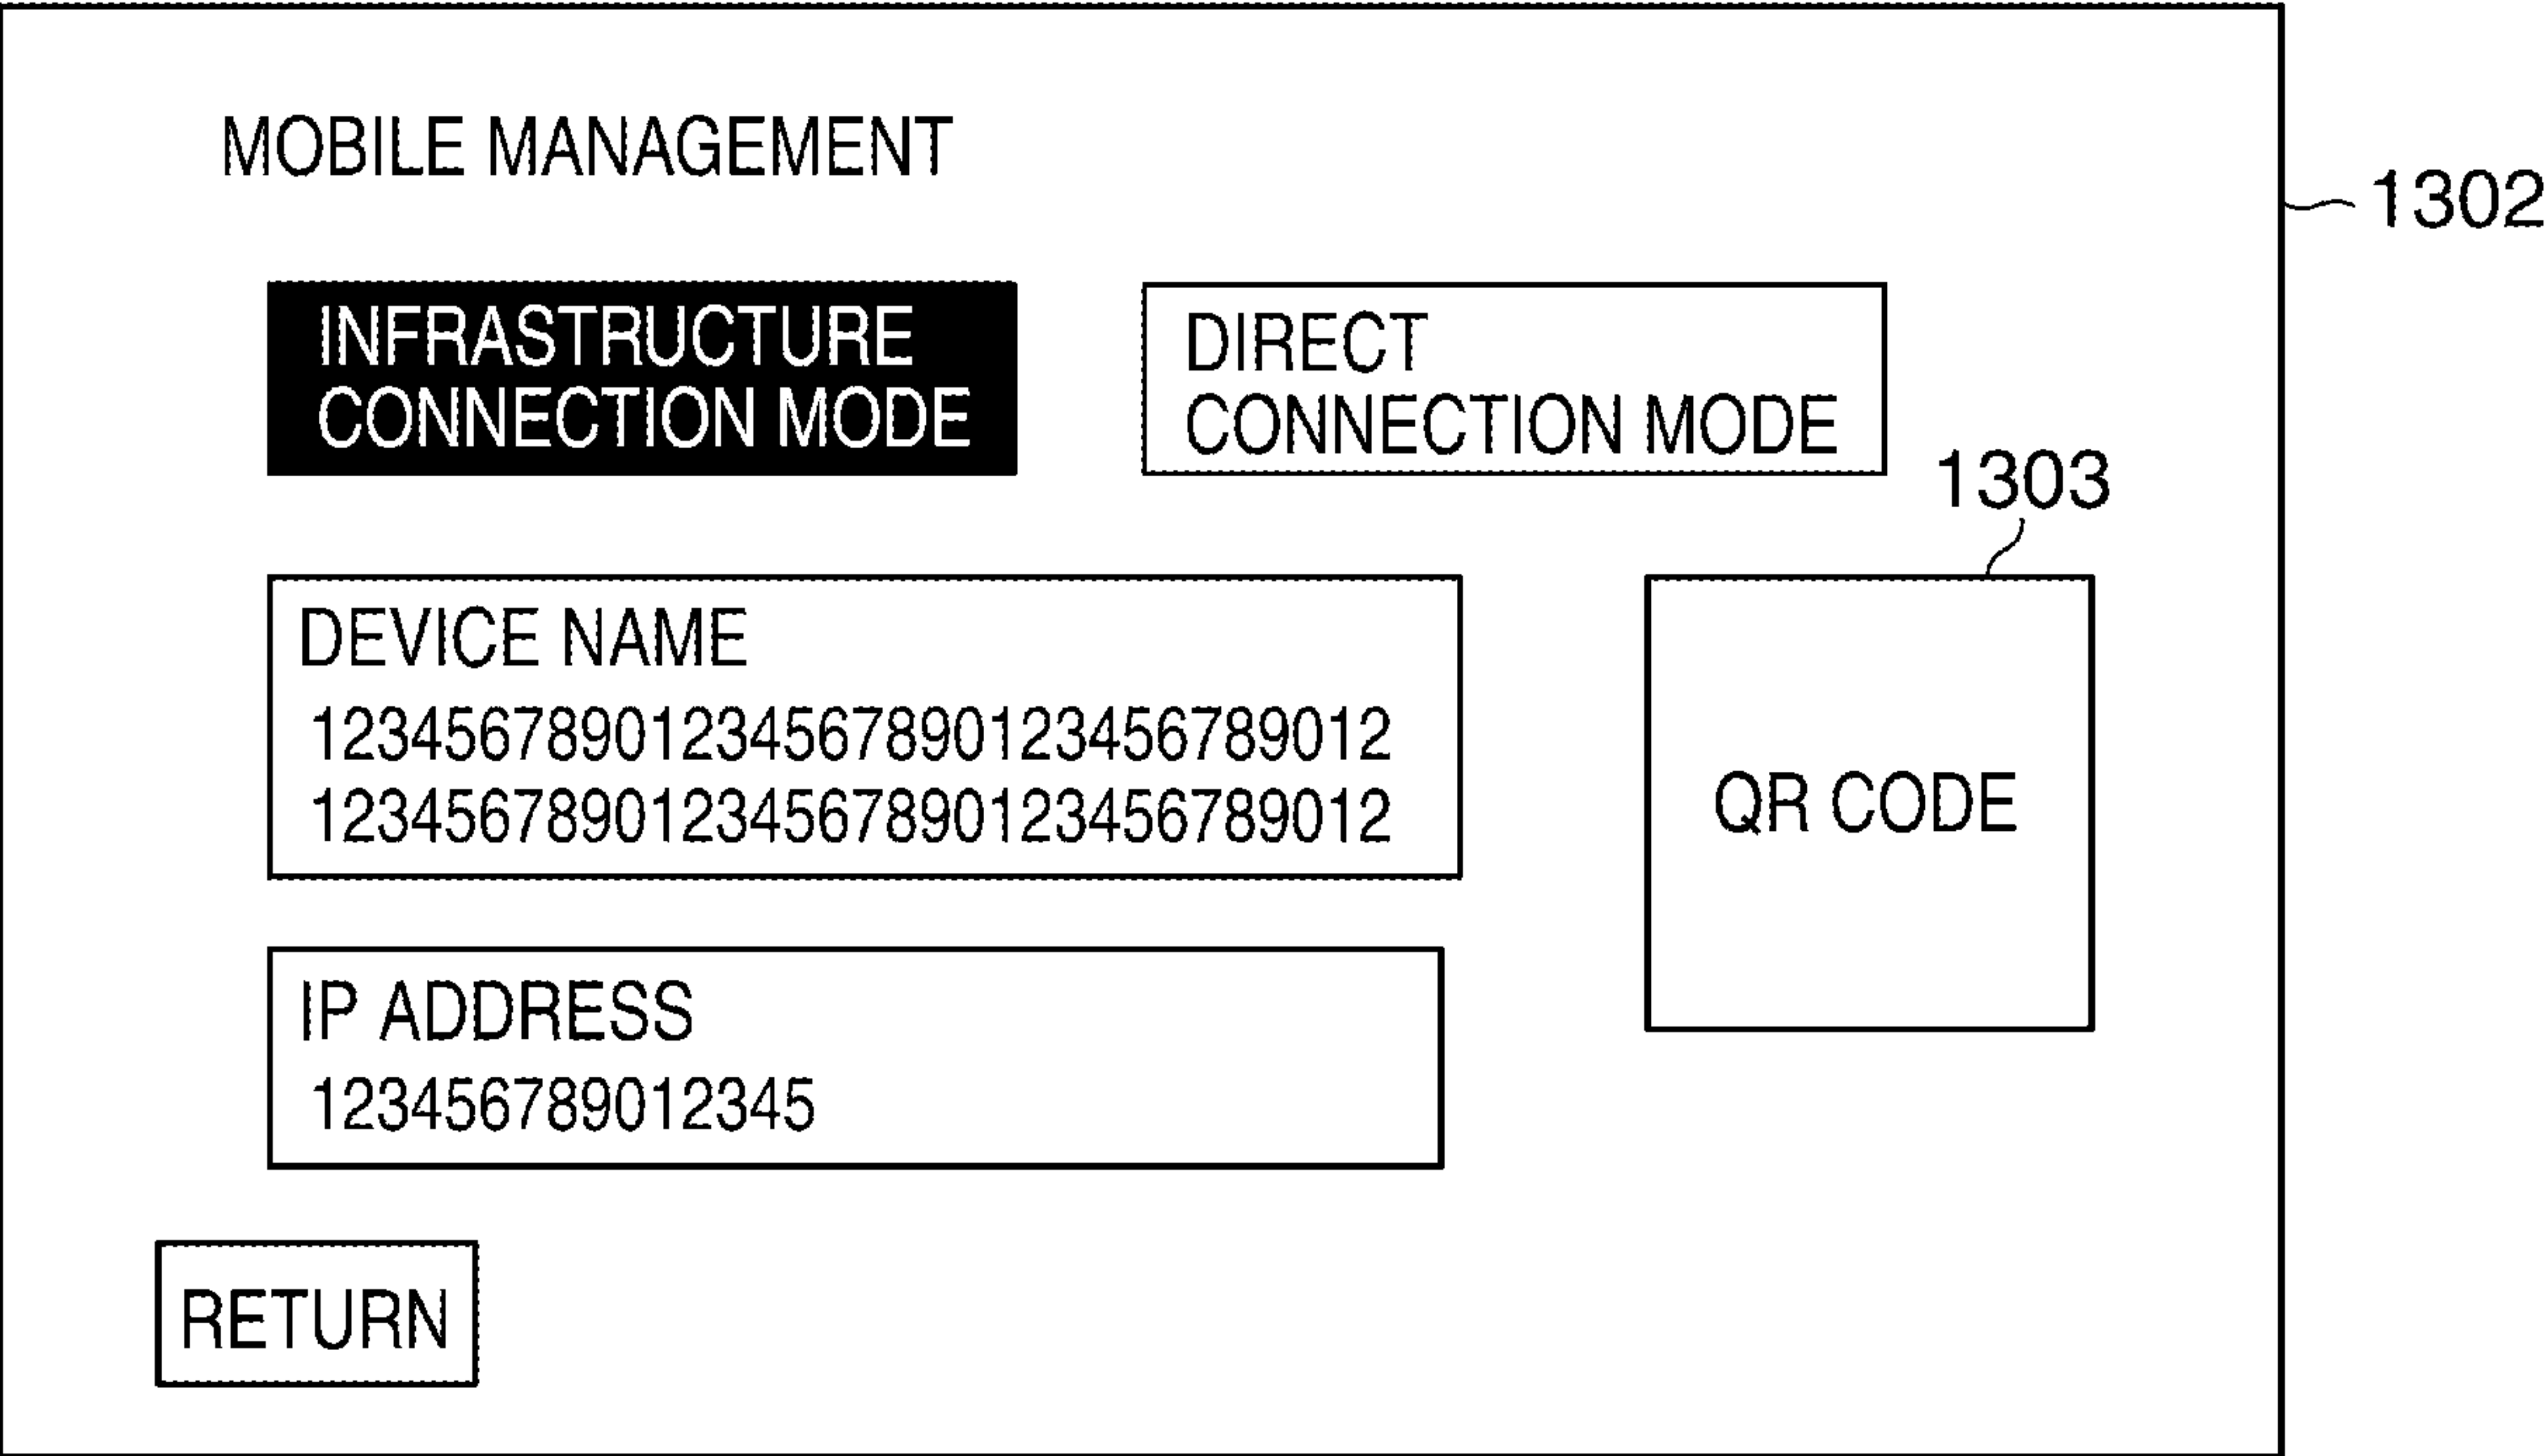 MOBILE MANAGEMENT
1302
INFRASTRUCTURE
CONNECTION MODE
DIRECT
CONNECTION MODE
1303
DEVICE NAME
12345678901234567890123456789012
12345678901234567890123456789012
QR CODE
IP ADDRESS
123456789012345
RETURN